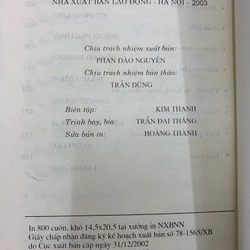 NHÀ XUẤT BẢN LAO ĐỘNG - HÀ NỘI - 2003
Chịu trách nhiệm xuất bản:
PHAN ĐÀO NGUYÊN
Chịu trách nhiệm bản thảo:
TRẦN DŨNG
Biên tập: KIM THANH
Trình bày, bìa: TRẦN ĐẠI THẮNG
Sửa bản in: HOÀNG THÀNH
In 800 cuốn, khổ 14,5x20,5 tại xưởng in NXBNN
Giấy chấp nhận đăng ký kế hoạch xuất bản số 78-1565/XB
do Cục xuất bản cấp ngày 31/12/2002